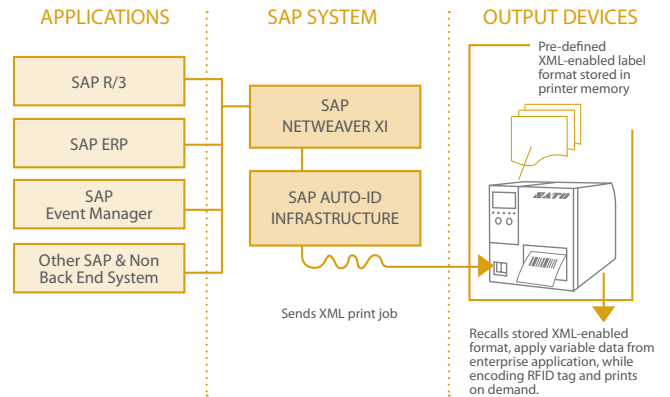 APPLICATIONS
SAP SYSTEM
OUTPUT DEVICES
SAP R/3
SAP ERP
SAP
Event Manager
Other SAP & Non
Back End System
SAP
NETWEAVER XI
SAP AUTO-ID
INFRASTRUCTURE
Sends XML print job
Pre-defined
XML-enabled label
format stored in
printer memory
SATO
Recalls stored XML-enabled
format, apply variable data from
enterprise application, while
encoding RFID tag and prints
on demand.